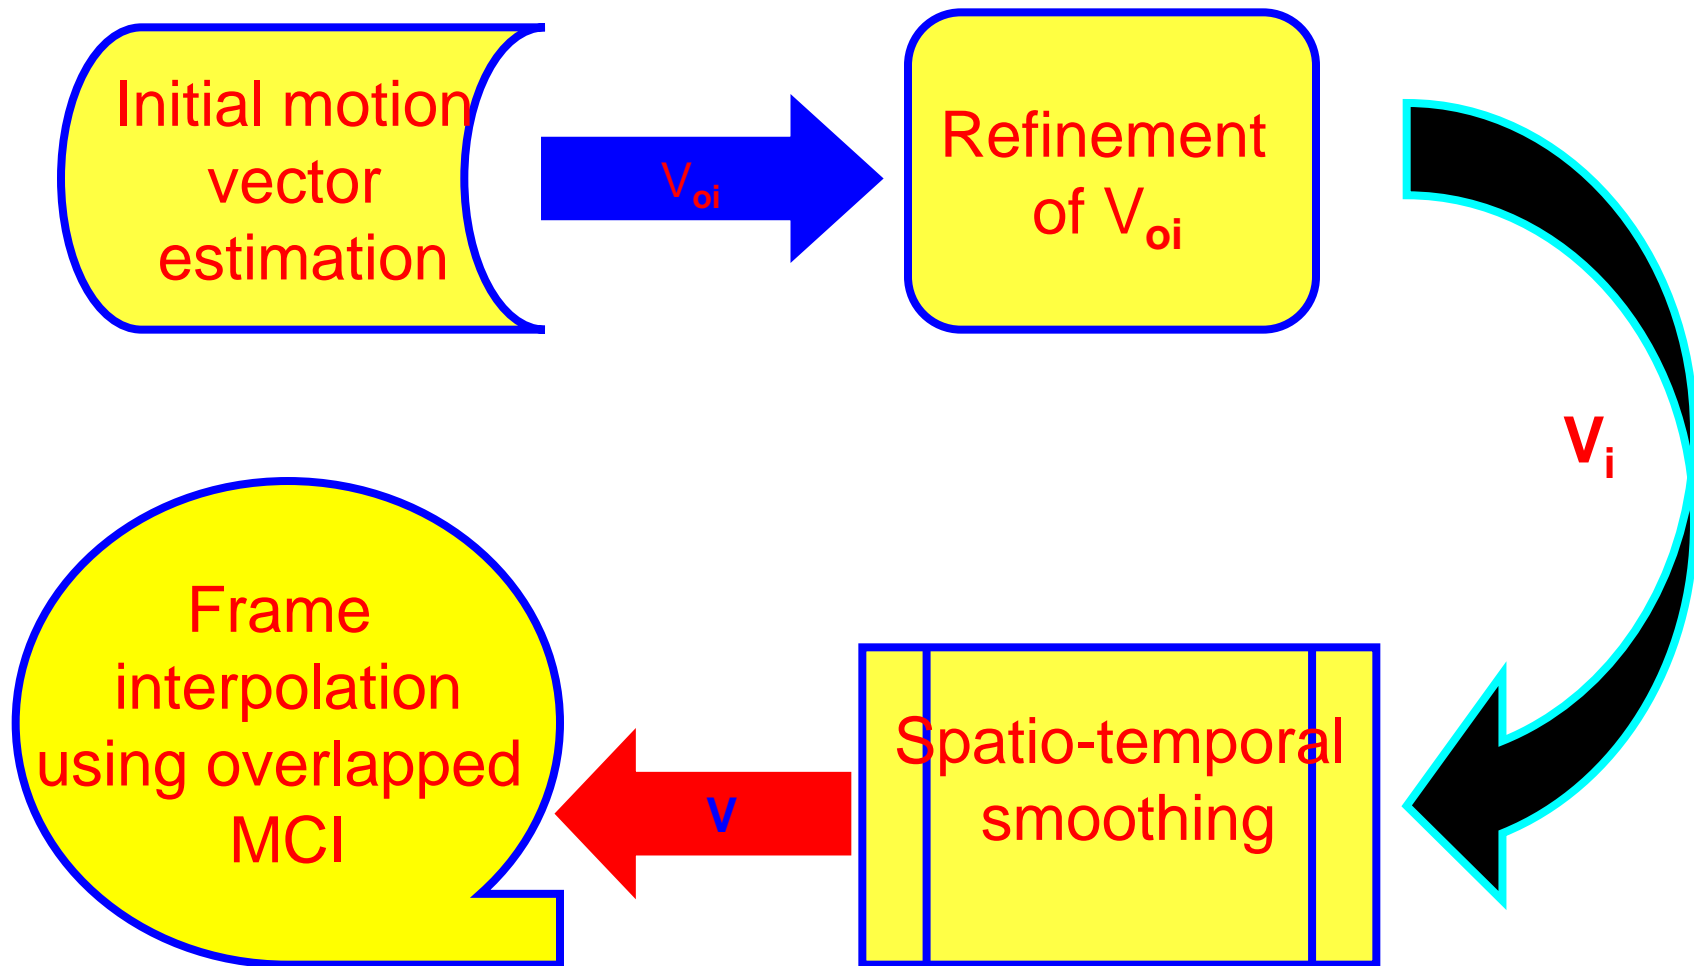 Initial motion
vector
estimation
Voi
Refinement
of Voi
Vi
Spatio-temporal
smoothing
V
Frame
interpolation
using overlapped
MCI